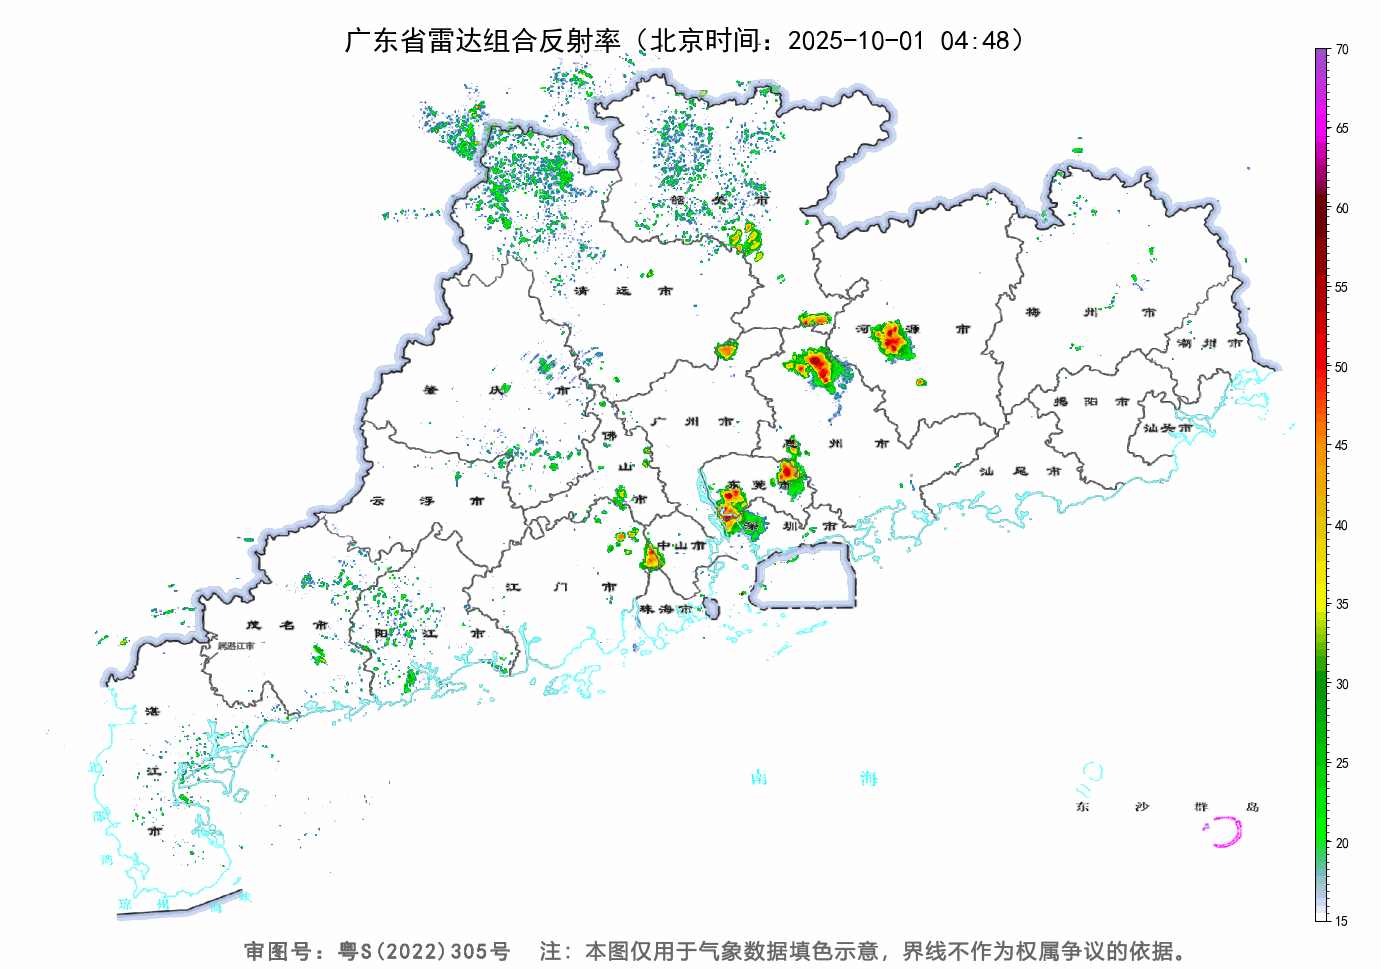 广东省雷达组合反射率（北京时间：2025-10-01 04:48）
70
65
60
55
50
45
40
35
30
25
20
15
韶关市
清远市
河源市
梅州市
潮州市
肇庆市
广州市
佛山市
惠州市
揭阳市
汕头市
汕尾市
东莞市
云浮市
深圳市
中山市
江门市
珠海市
茂名市
阳江市
属湛江市
湛江市
北部湾
琼州海峡
南海
东沙群岛
审图号：粤S(2022)305号 注：本图仅用于气象数据填色示意，界线不作为权属争议的依据。